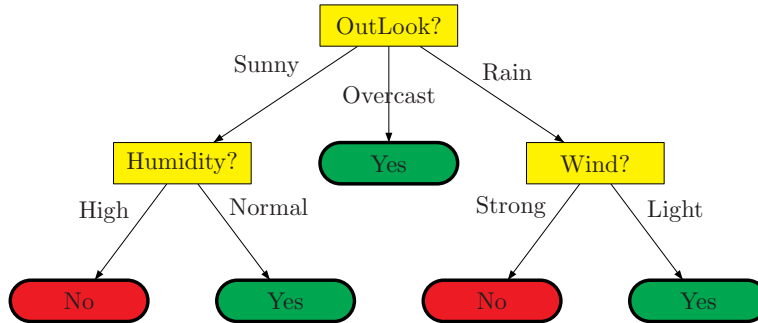 OutLook?
Sunny
Overcast
Rain
Humidity?
Yes
Wind?
High
Normal
Strong
Light
No
Yes
No
Yes